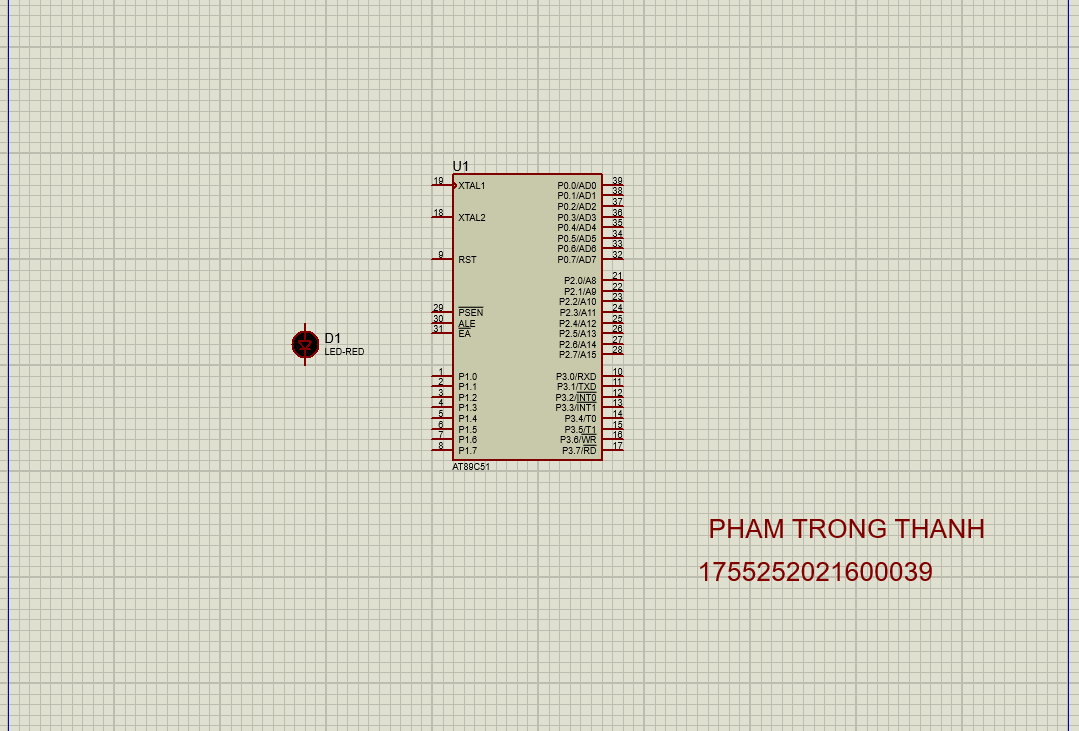 U1
19 XTAL1 P0.0/AD0 39
P0.1/AD1 38
P0.2/AD2 37
18 XTAL2 P0.3/AD3 36
P0.4/AD4 35
P0.5/AD5 34
P0.6/AD6 33
9 RST P0.7/AD7 32
P2.0/A8 21
P2.1/A9 22
P2.2/A10 23
29 PSEN P2.3/A11 24
30 ALE P2.4/A12 25
31 EA P2.5/A13 26
P2.6/A14 27
P2.7/A15 28
D1
LED-RED
1 P1.0 P3.0/RXD 10
2 P1.1 P3.1/TXD 11
3 P1.2 P3.2/INT0 12
4 P1.3 P3.3/INT1 13
5 P1.4 P3.4/T0 14
6 P1.5 P3.5/T1 15
7 P1.6 P3.6/WR 16
8 P1.7 P3.7/RD 17
AT89C51
PHAM TRONG THANH
1755252021600039